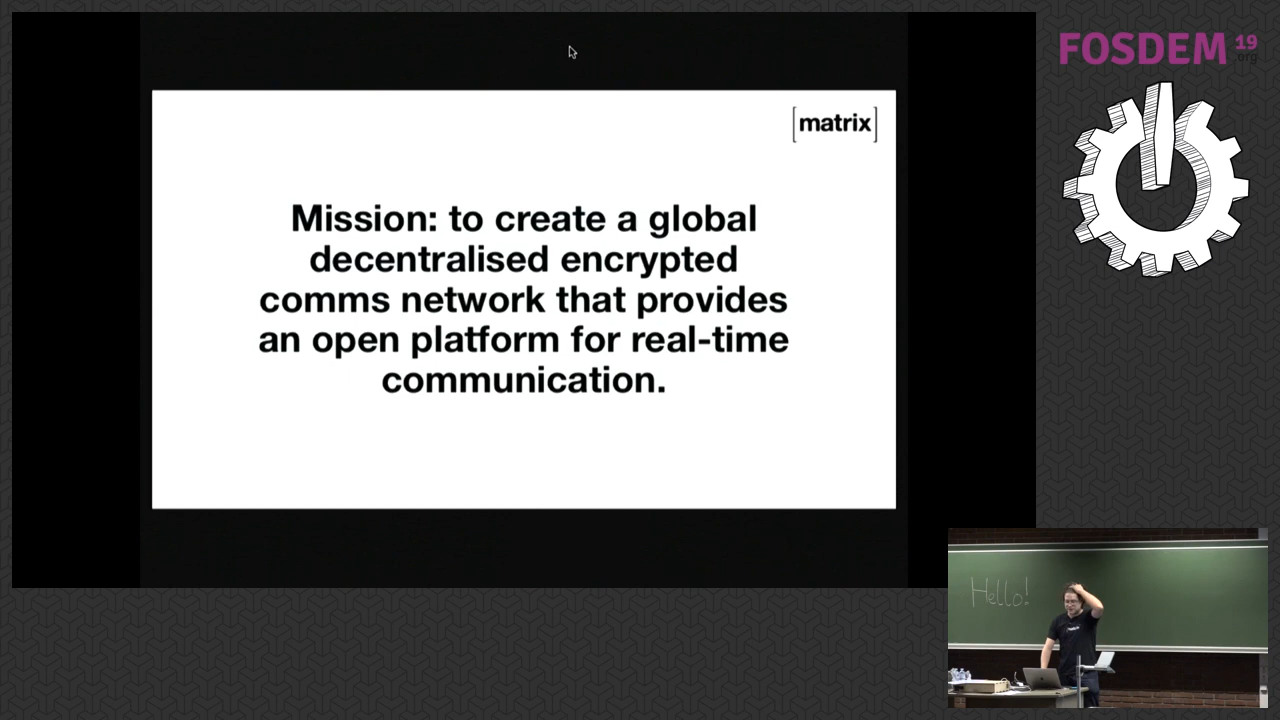 FOSDEM 19
.org
[matrix]
Mission: to create a global
decentralised encrypted
comms network that provides
an open platform for real-time
communication.
Hello!